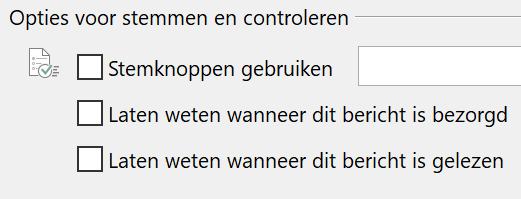 Opties voor stemmen en controleren
Stemknoppen gebruiken
Laten weten wanneer dit bericht is bezorgd
Laten weten wanneer dit bericht is gelezen